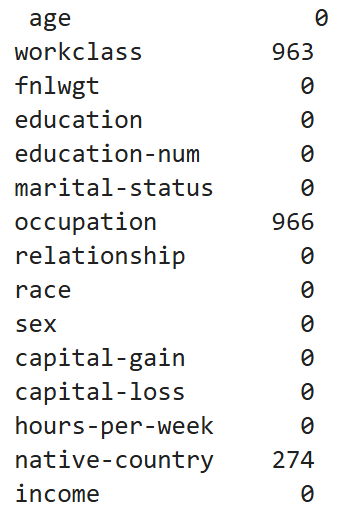 age 0
workclass 963
fnlwgt 0
education 0
education-num 0
marital-status 0
occupation 966
relationship 0
race 0
sex 0
capital-gain 0
capital-loss 0
hours-per-week 0
native-country 274
income 0